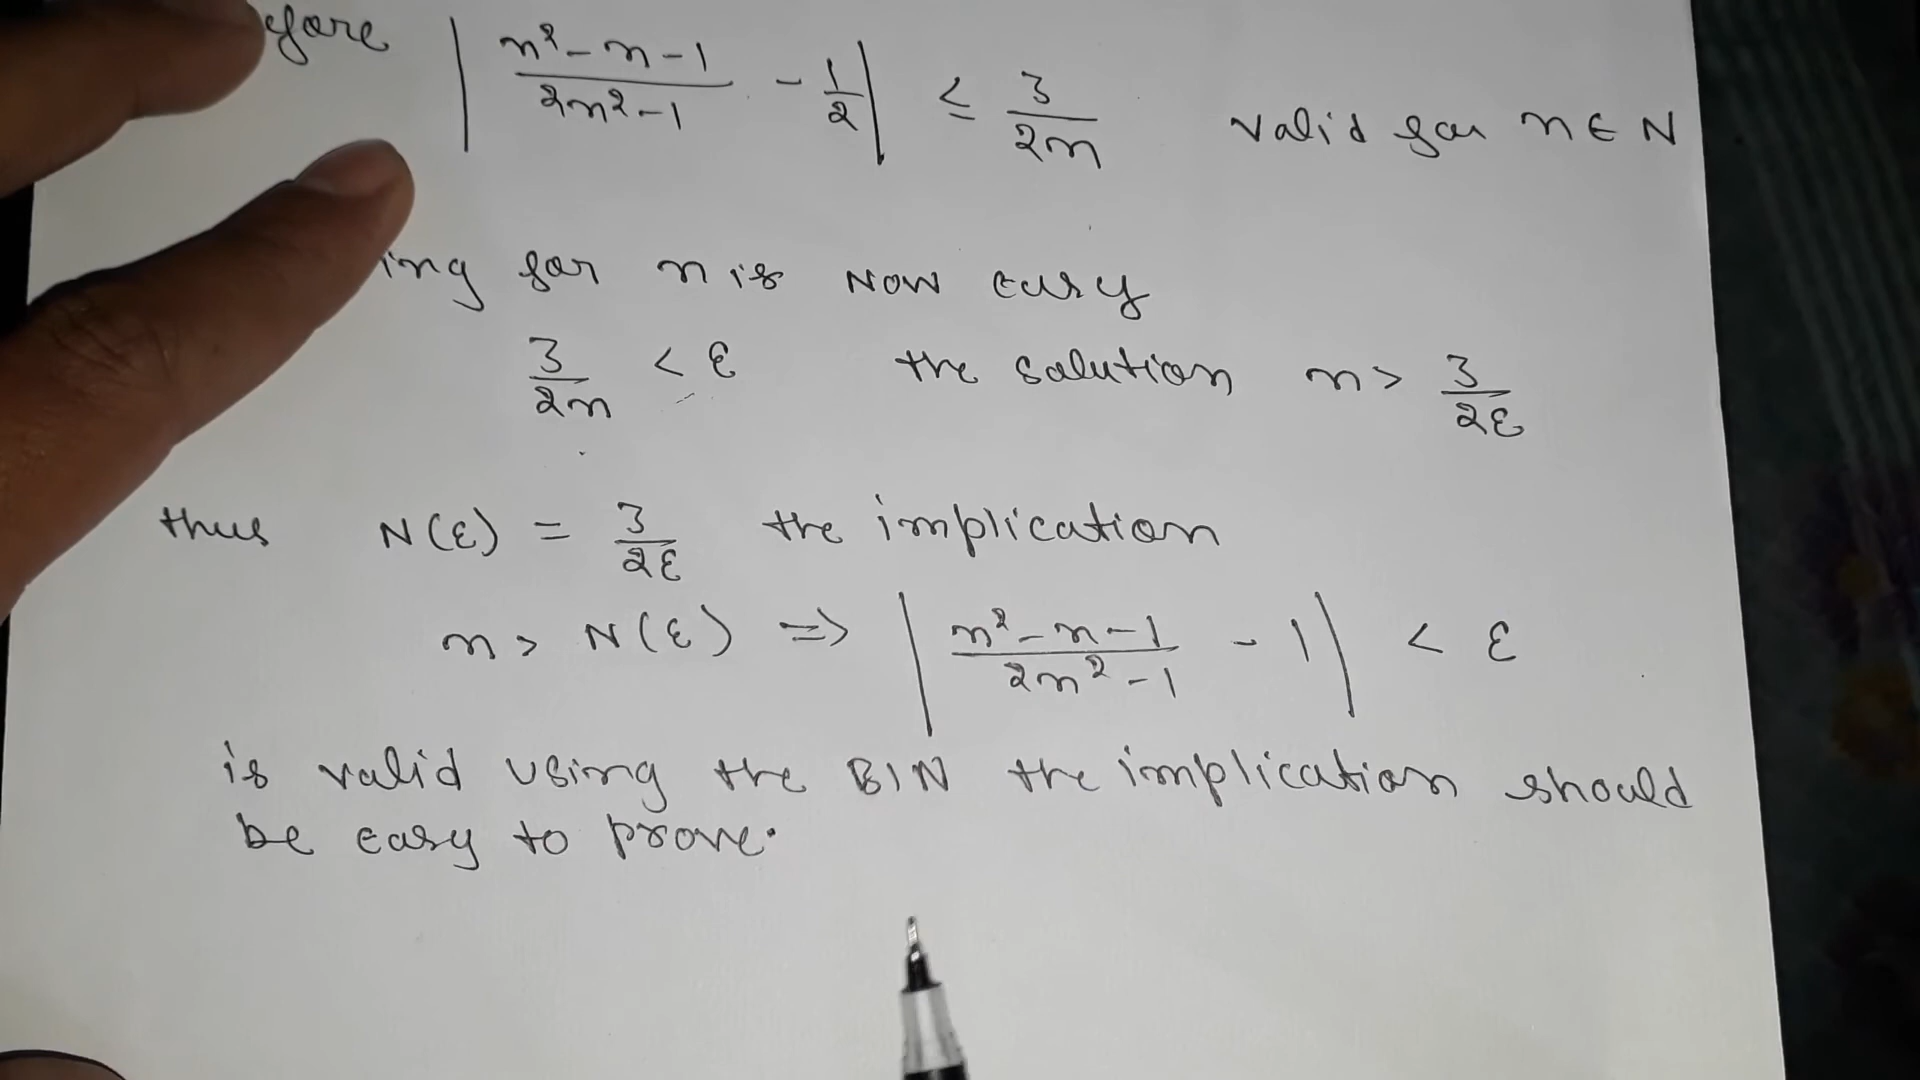 | n² - n - 1 / 2n² - 1 - 1/2 | ≤ 3/2n valid for n ∈ N
ing for n is NOW easy
3/2n < ε the solution n > 3/2ε
thus N(ε) = 3/2ε the implication
n > N(ε) => | n² - n - 1 / 2n² - 1 - 1 | < ε
is valid using the BIN the implication should
be easy to prove.